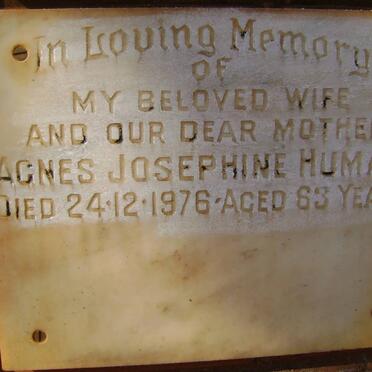 In Loving Memory
OF
MY BELOVED WIFE
AND OUR DEAR MOTHE
AGNES JOSEPHINE HUMA
DIED 24·12·1976·AGED 63 YEA